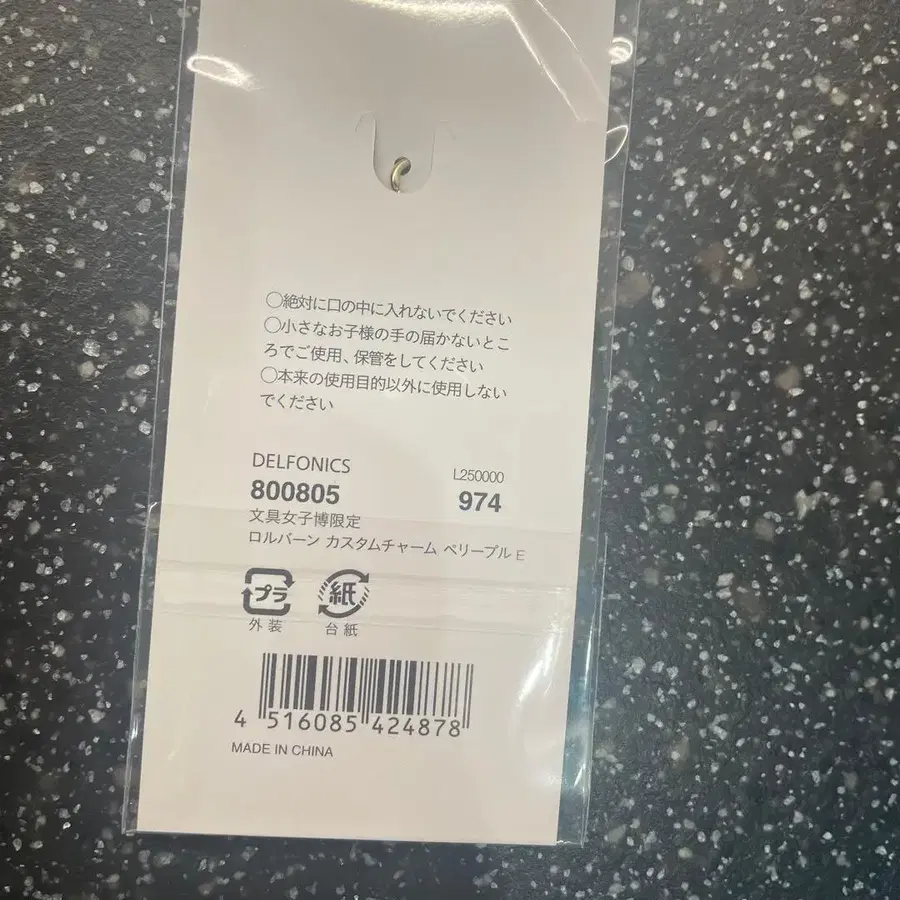 ○絶対に口の中に入れないでください
○小さなお子様の手の届かないとこ
ろでご使用、保管をしてください
○本来の使用目的以外に使用しない
でください
DELFONICS L250000
800805 974
文具女子博限定
ロルバーン カスタムチャーム ベリープル E
プラ 紙
外装 台紙
4 516085 424878
MADE IN CHINA